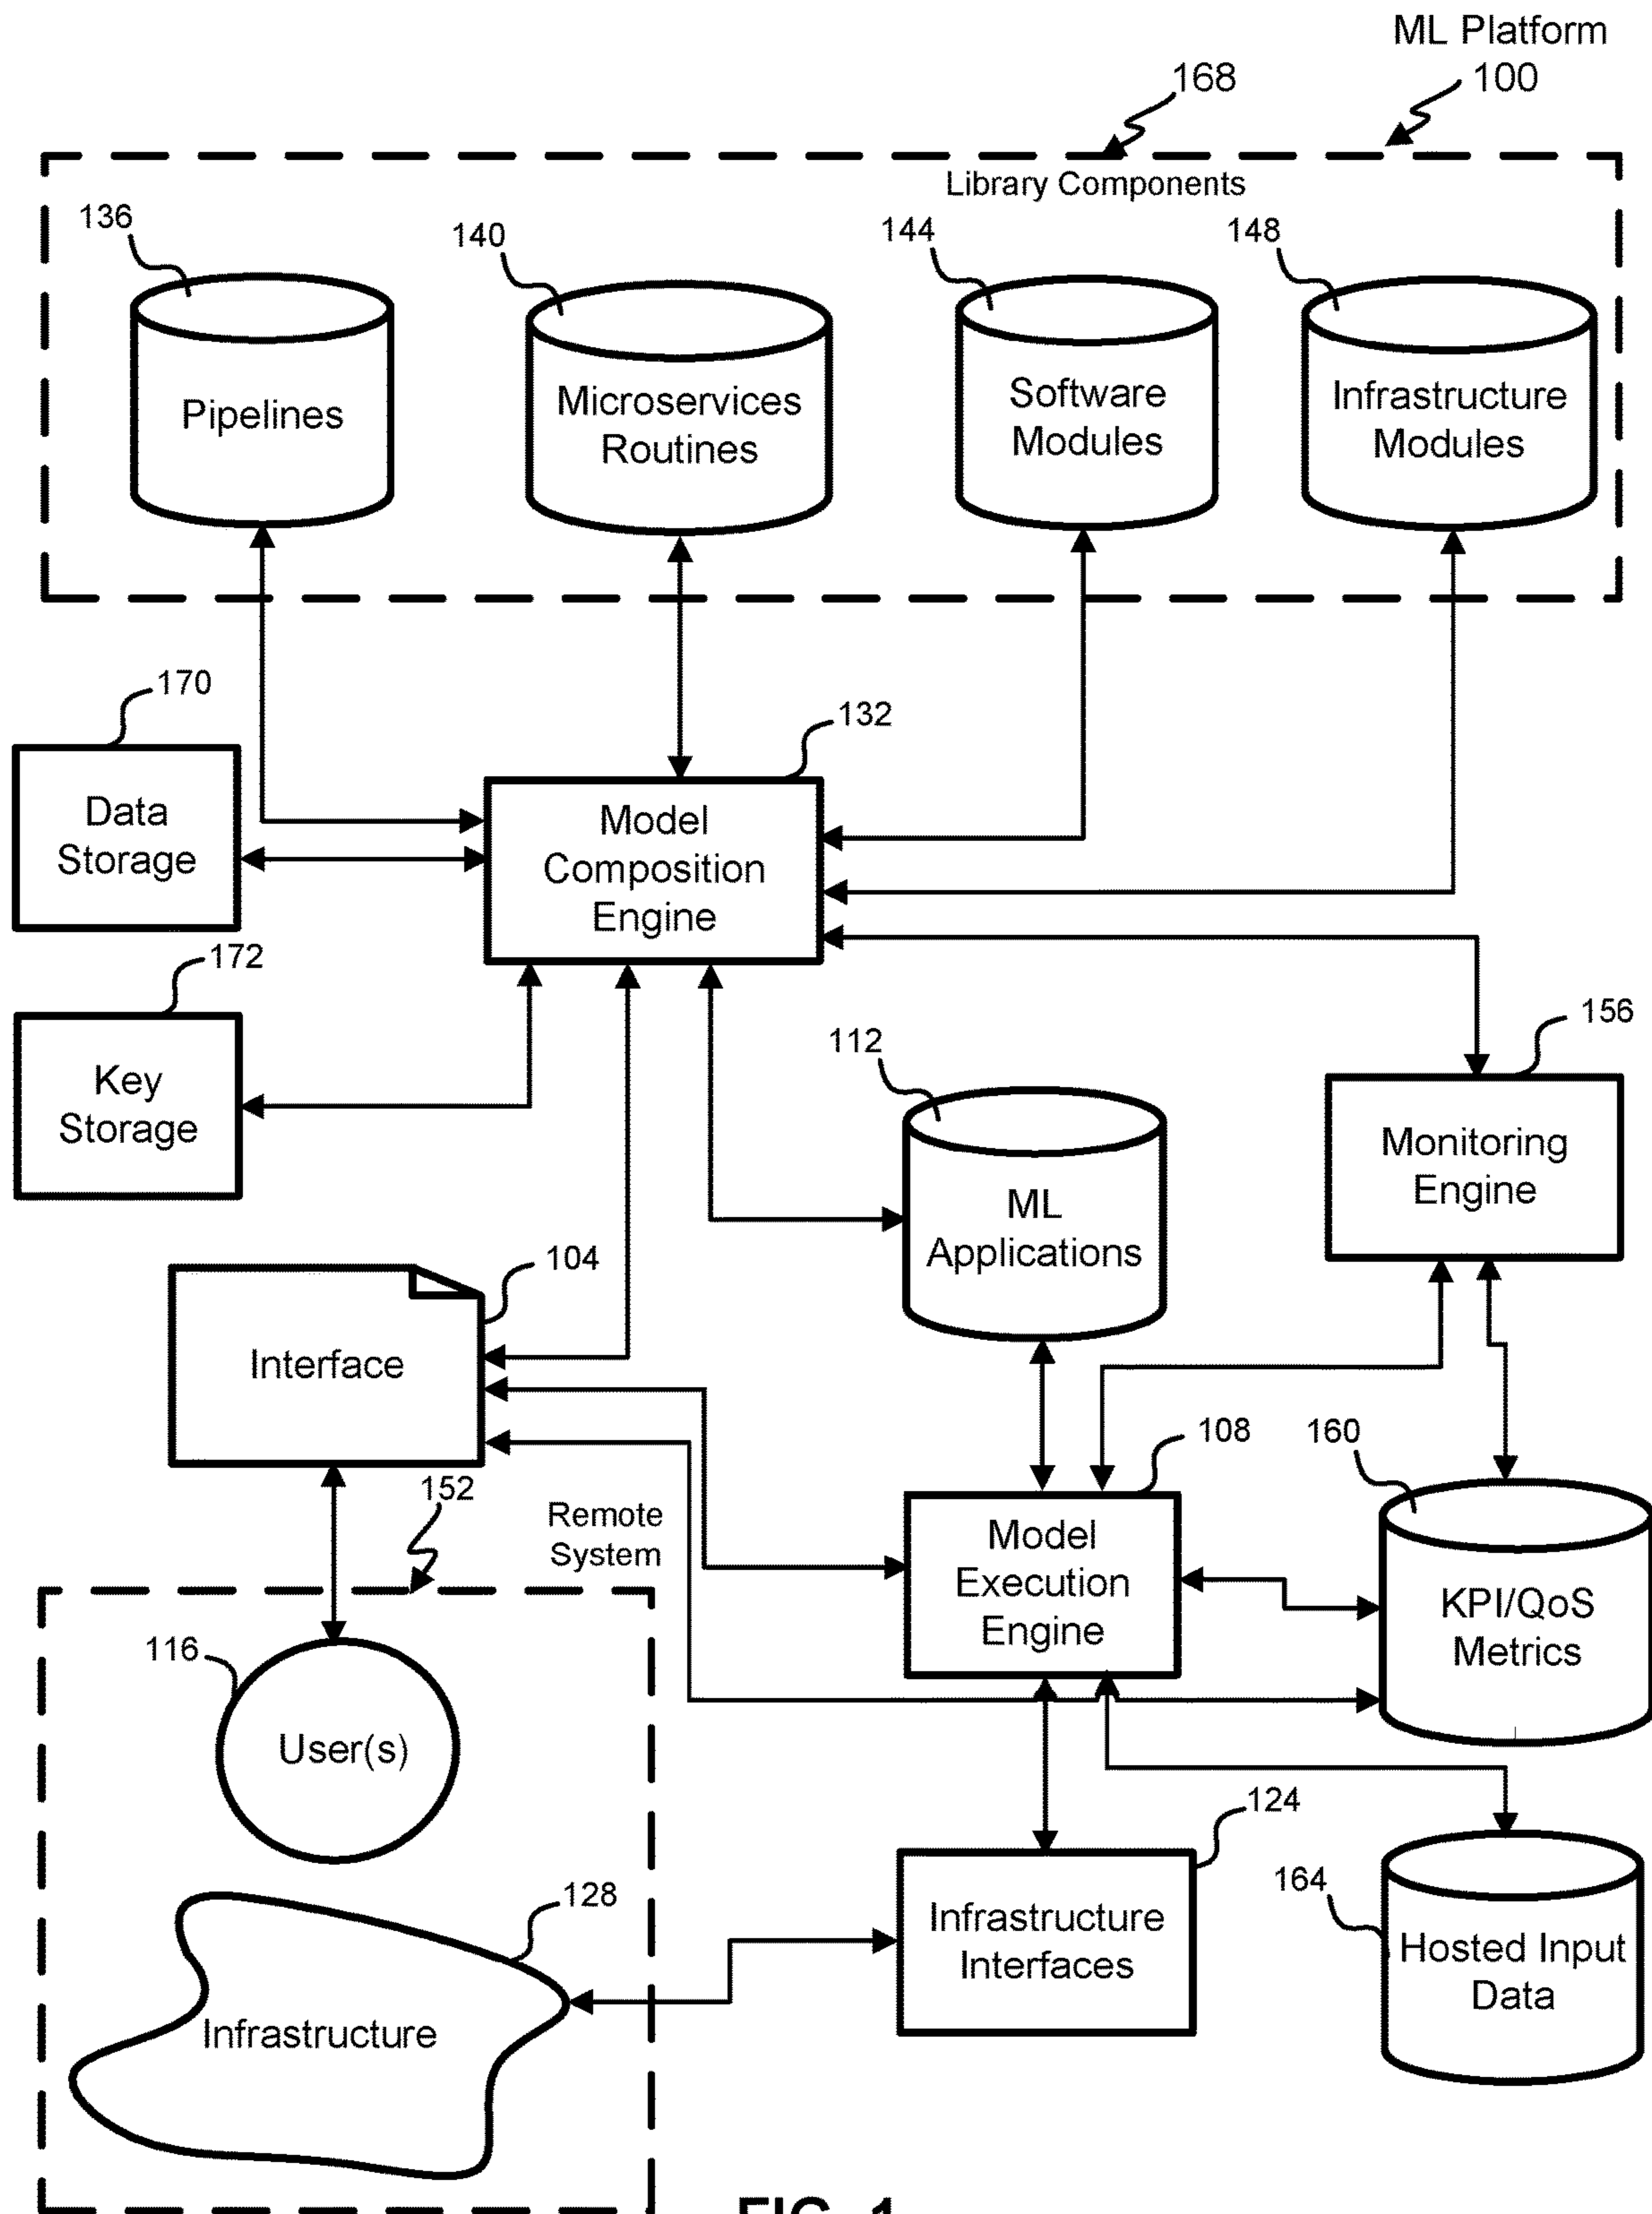 ML Platform
168
100
Library Components
136
140
144
148
Pipelines
Microservices
Routines
Software
Modules
Infrastructure
Modules
170
132
Data
Storage
Model
Composition
Engine
172
156
112
Key
Storage
Monitoring
Engine
ML
Applications
104
Interface
152
108
160
Remote
System
Model
Execution
Engine
KPI/QoS
Metrics
116
User(s)
124
128
164
Infrastructure
Interfaces
Hosted Input
Data
Infrastructure
FIG. 1